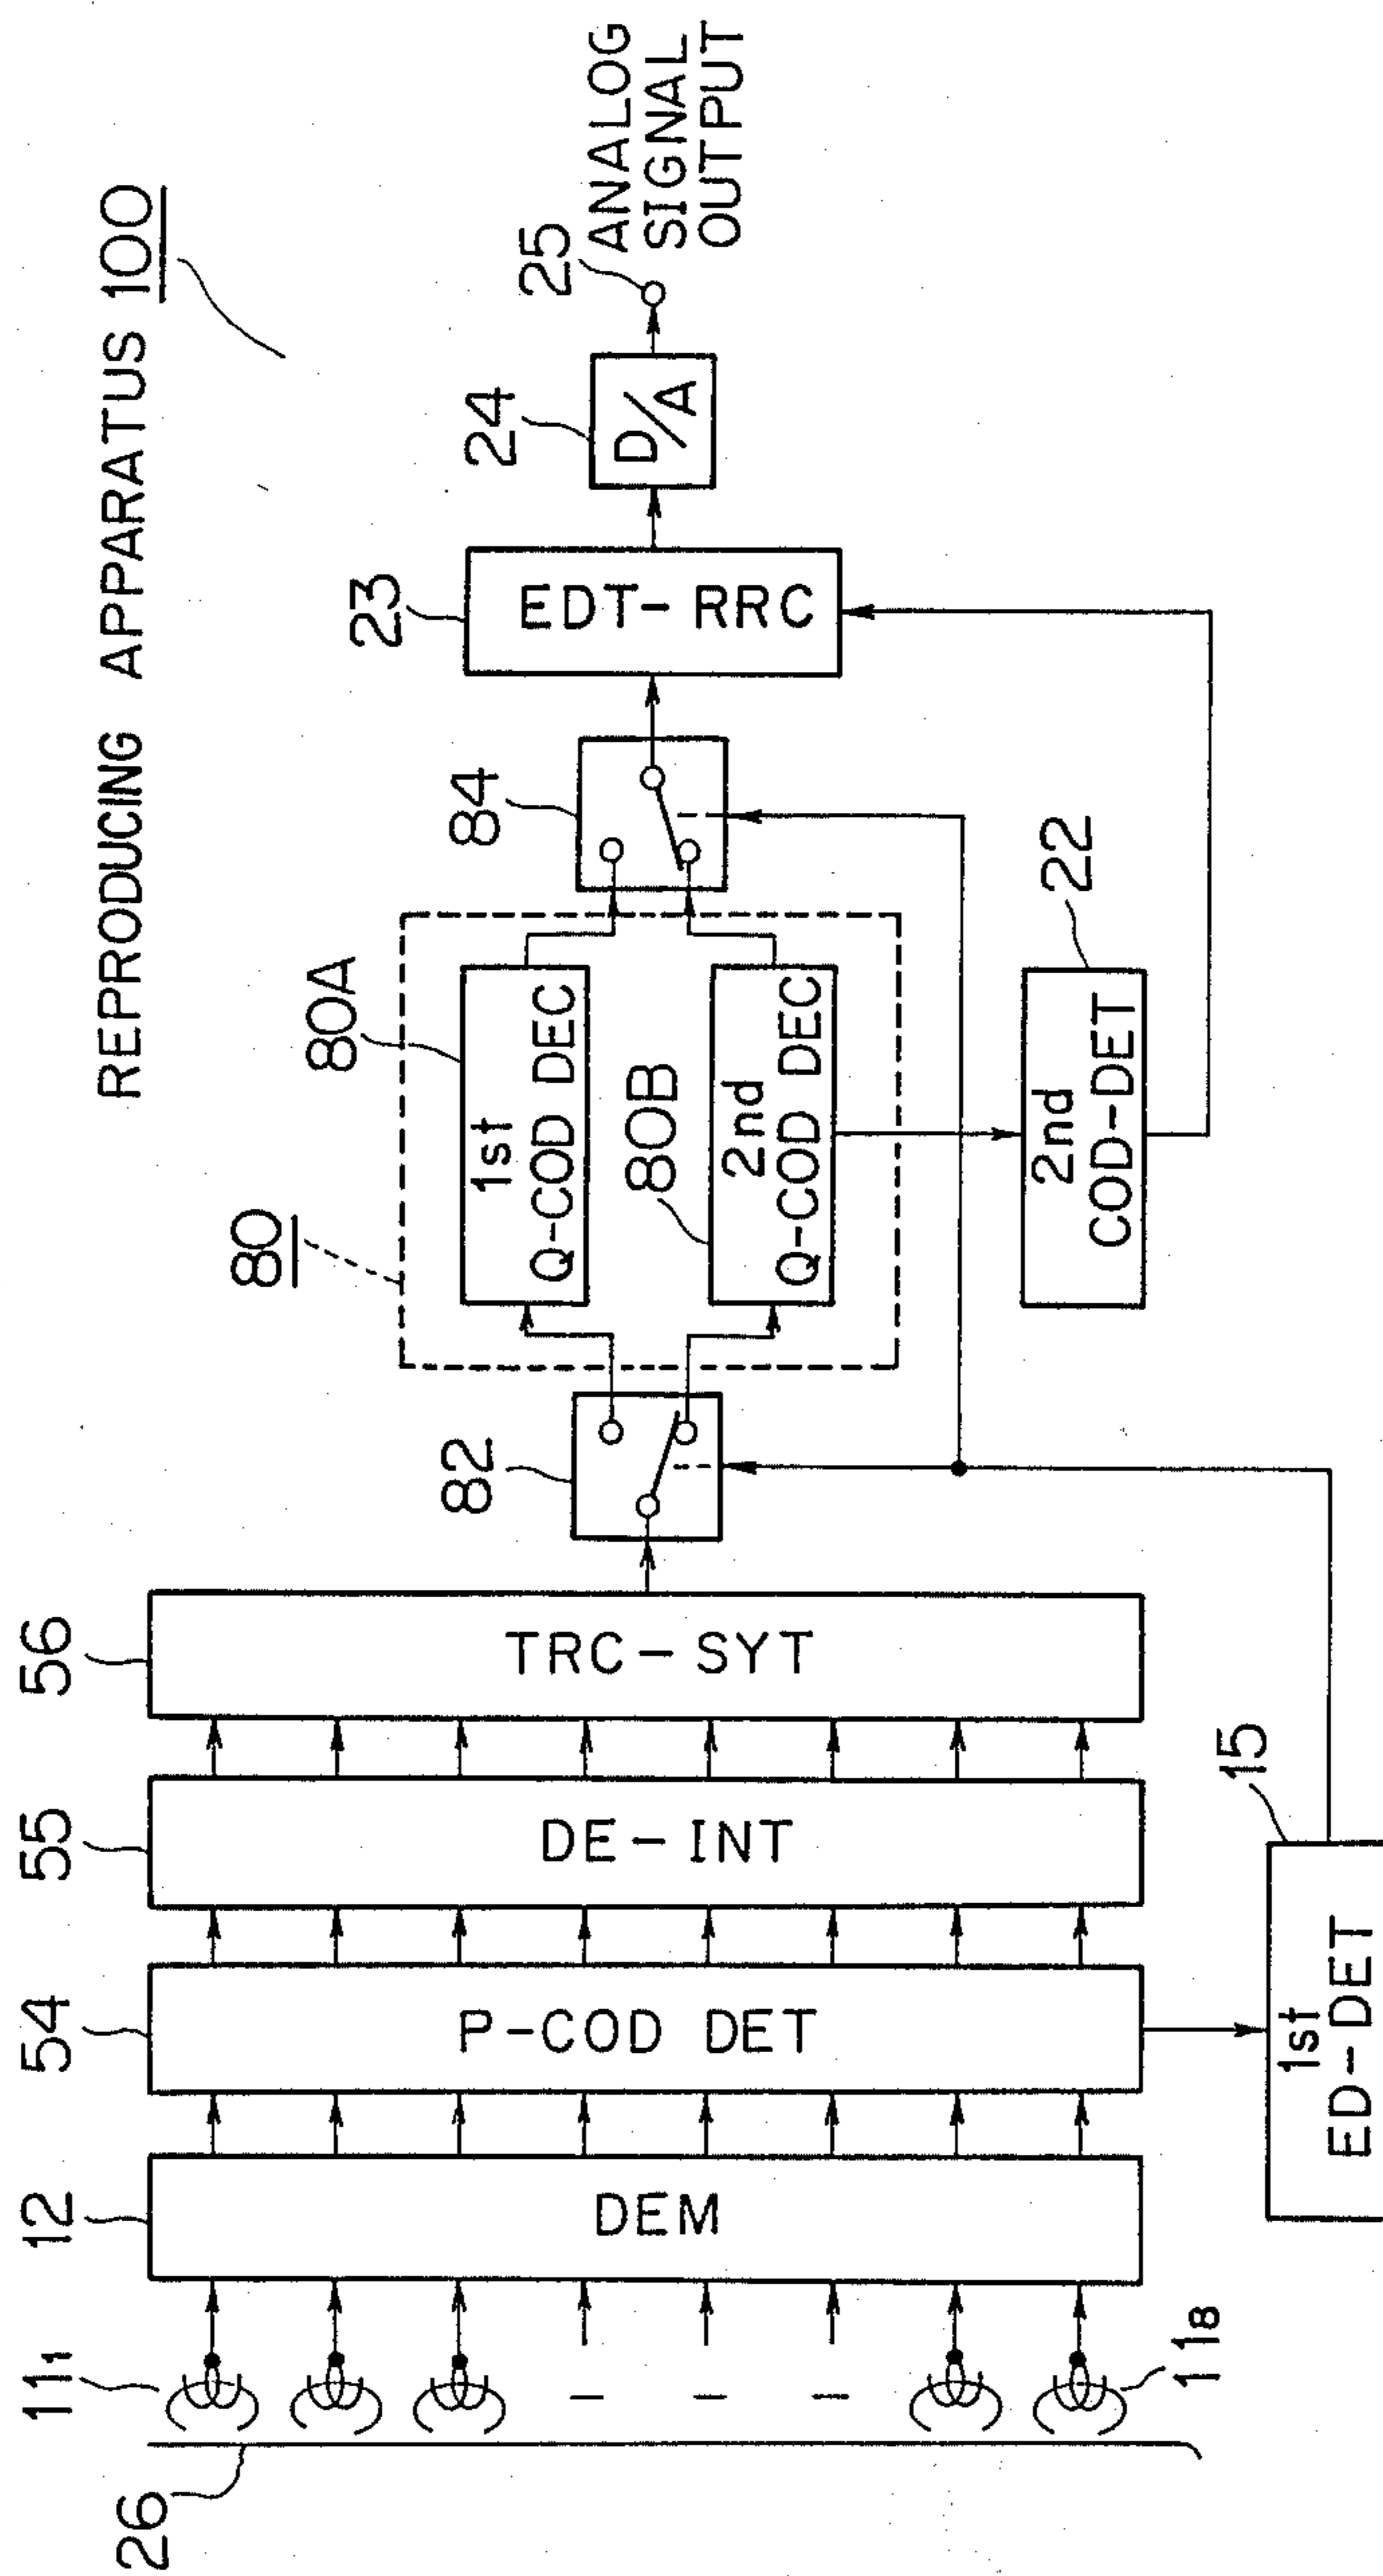 REPRODUCING APPARATUS 100
26
11₁
11₈
12
DEM
54
P-COD DET
15
1st
ED-DET
55
DE-INT
56
TRC-SYT
82
80
80A
1st
Q-COD DEC
80B
2nd
Q-COD DEC
22
2nd
COD-DET
84
23
EDT-RRC
24
D/A
25
ANALOG
SIGNAL
OUTPUT